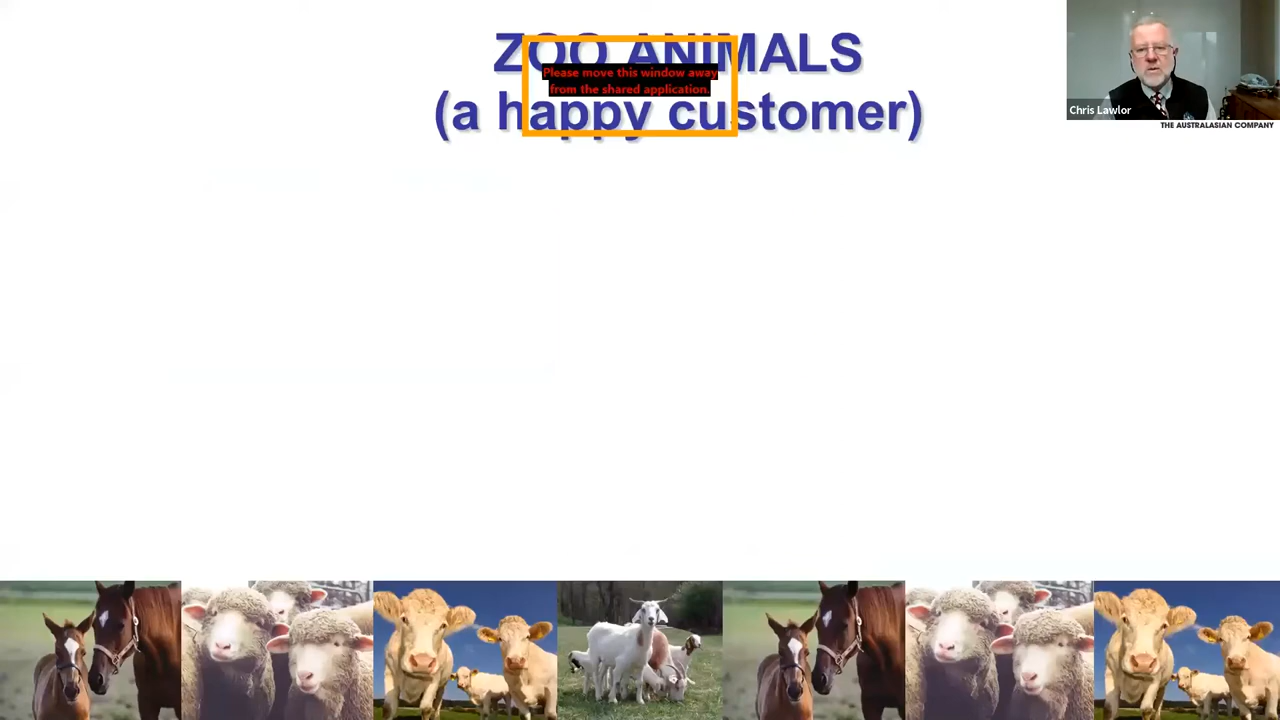 ZOO ANIMALS
(a happy customer)
Please move this window away
from the shared application.
Chris Lawlor
THE AUSTRALASIAN COMPANY